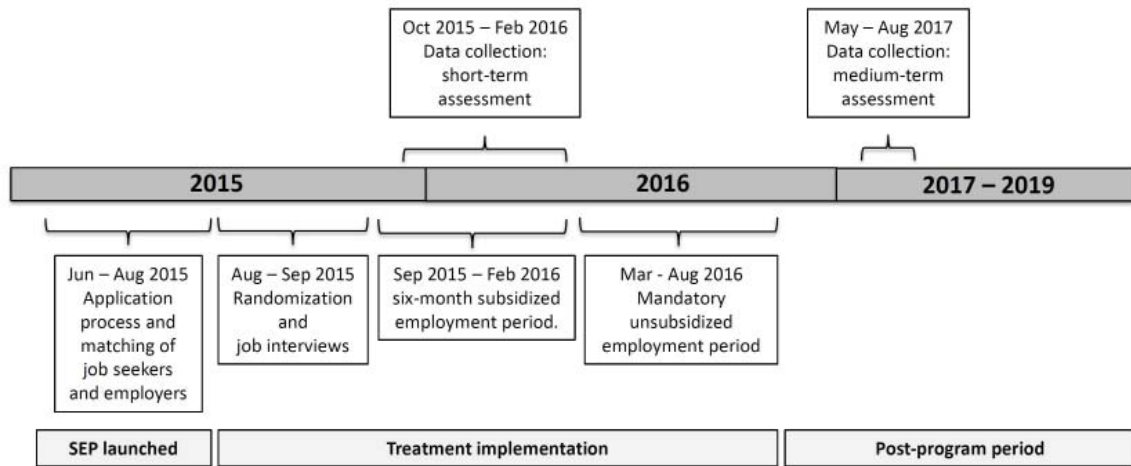 Oct 2015 – Feb 2016
Data collection:
short-term
assessment
May – Aug 2017
Data collection:
medium-term
assessment
2015
2016
2017 – 2019
Jun – Aug 2015
Application
process and
matching of
job seekers
and employers
Aug – Sep 2015
Randomization
and
job interviews
Sep 2015 – Feb 2016
six-month subsidized
employment period.
Mar - Aug 2016
Mandatory
unsubsidized
employment period
SEP launched
Treatment implementation
Post-program period